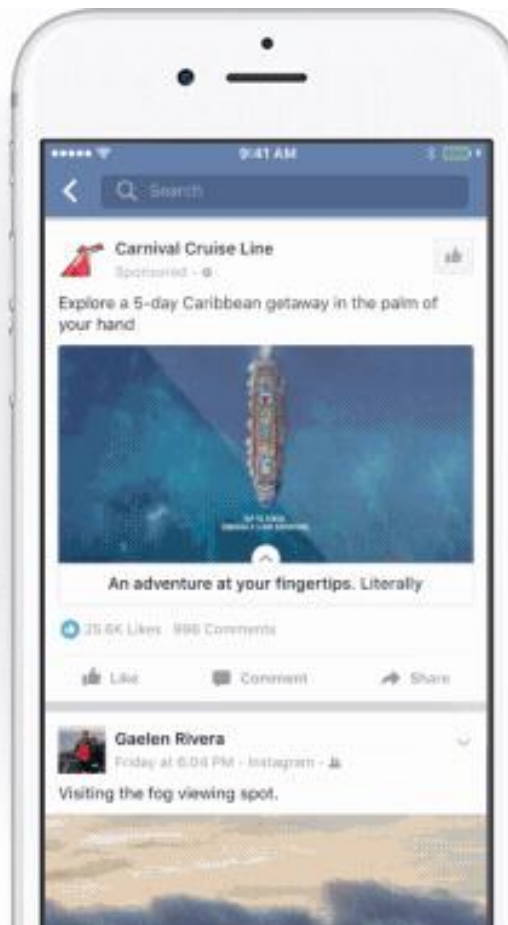 9:41 AM
Search
Carnival Cruise Line
Sponsored
Explore a 5-day Caribbean getaway in the palm of
your hand
An adventure at your fingertips. Literally
25.6K Likes 998 Comments
Like Comment Share
Gaelen Rivera
Friday at 6:04 PM - Instagram -
Visiting the fog viewing spot.